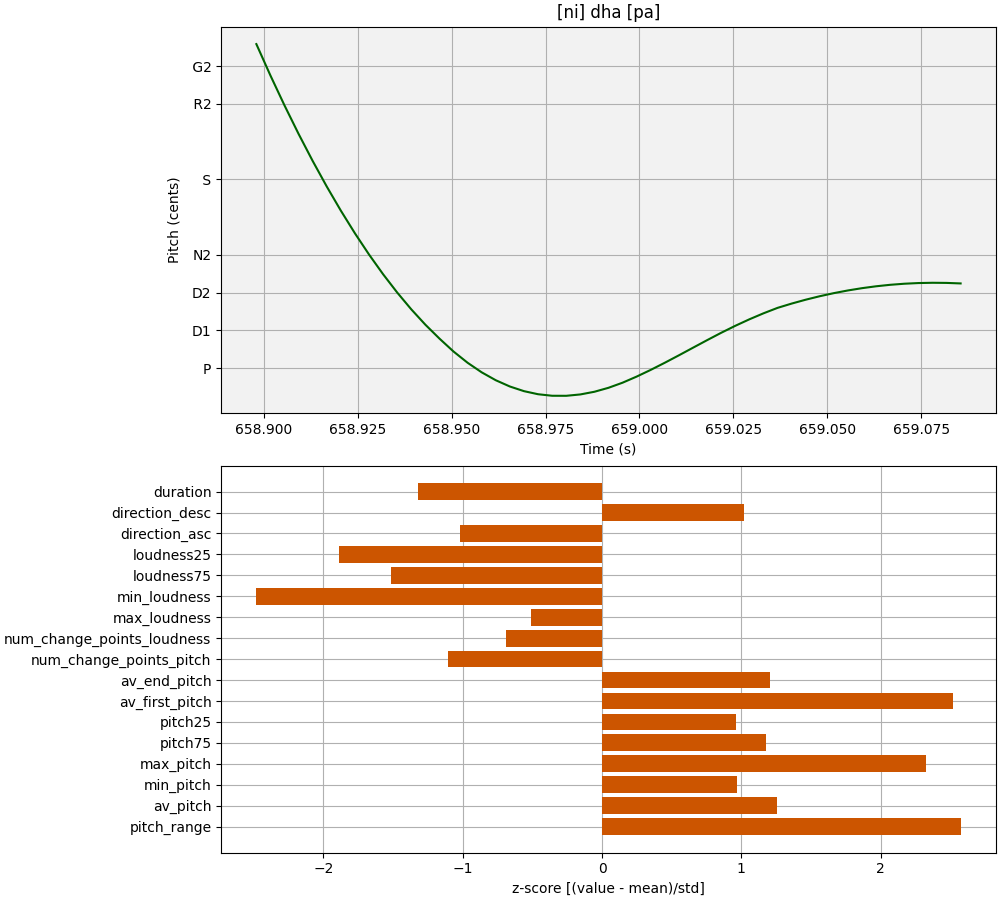 [ni] dha [pa]
Pitch (cents)
G2
R2
S
N2
D2
D1
P
658.900 658.925 658.950 658.975 659.000 659.025 659.050 659.075
Time (s)
duration
direction_desc
direction_asc
loudness25
loudness75
min_loudness
max_loudness
num_change_points_loudness
num_change_points_pitch
av_end_pitch
av_first_pitch
pitch25
pitch75
max_pitch
min_pitch
av_pitch
pitch_range
−2 −1 0 1 2
z-score [(value - mean)/std]